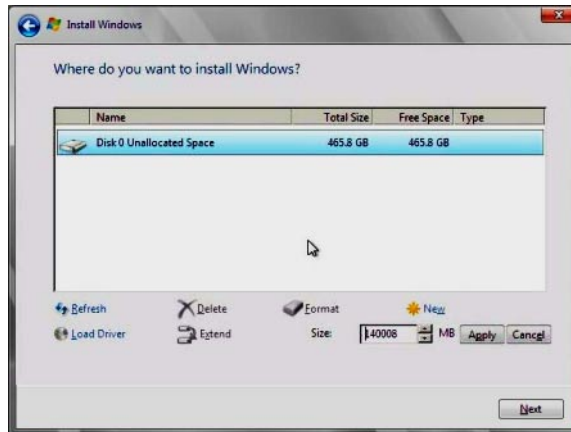 Install Windows
Where do you want to install Windows?
Name Total Size Free Space Type
Disk 0 Unallocated Space 465.8 GB 465.8 GB
Refresh Delete Format New
Load Driver Extend Size: 140008 MB Apply Cancel
Next